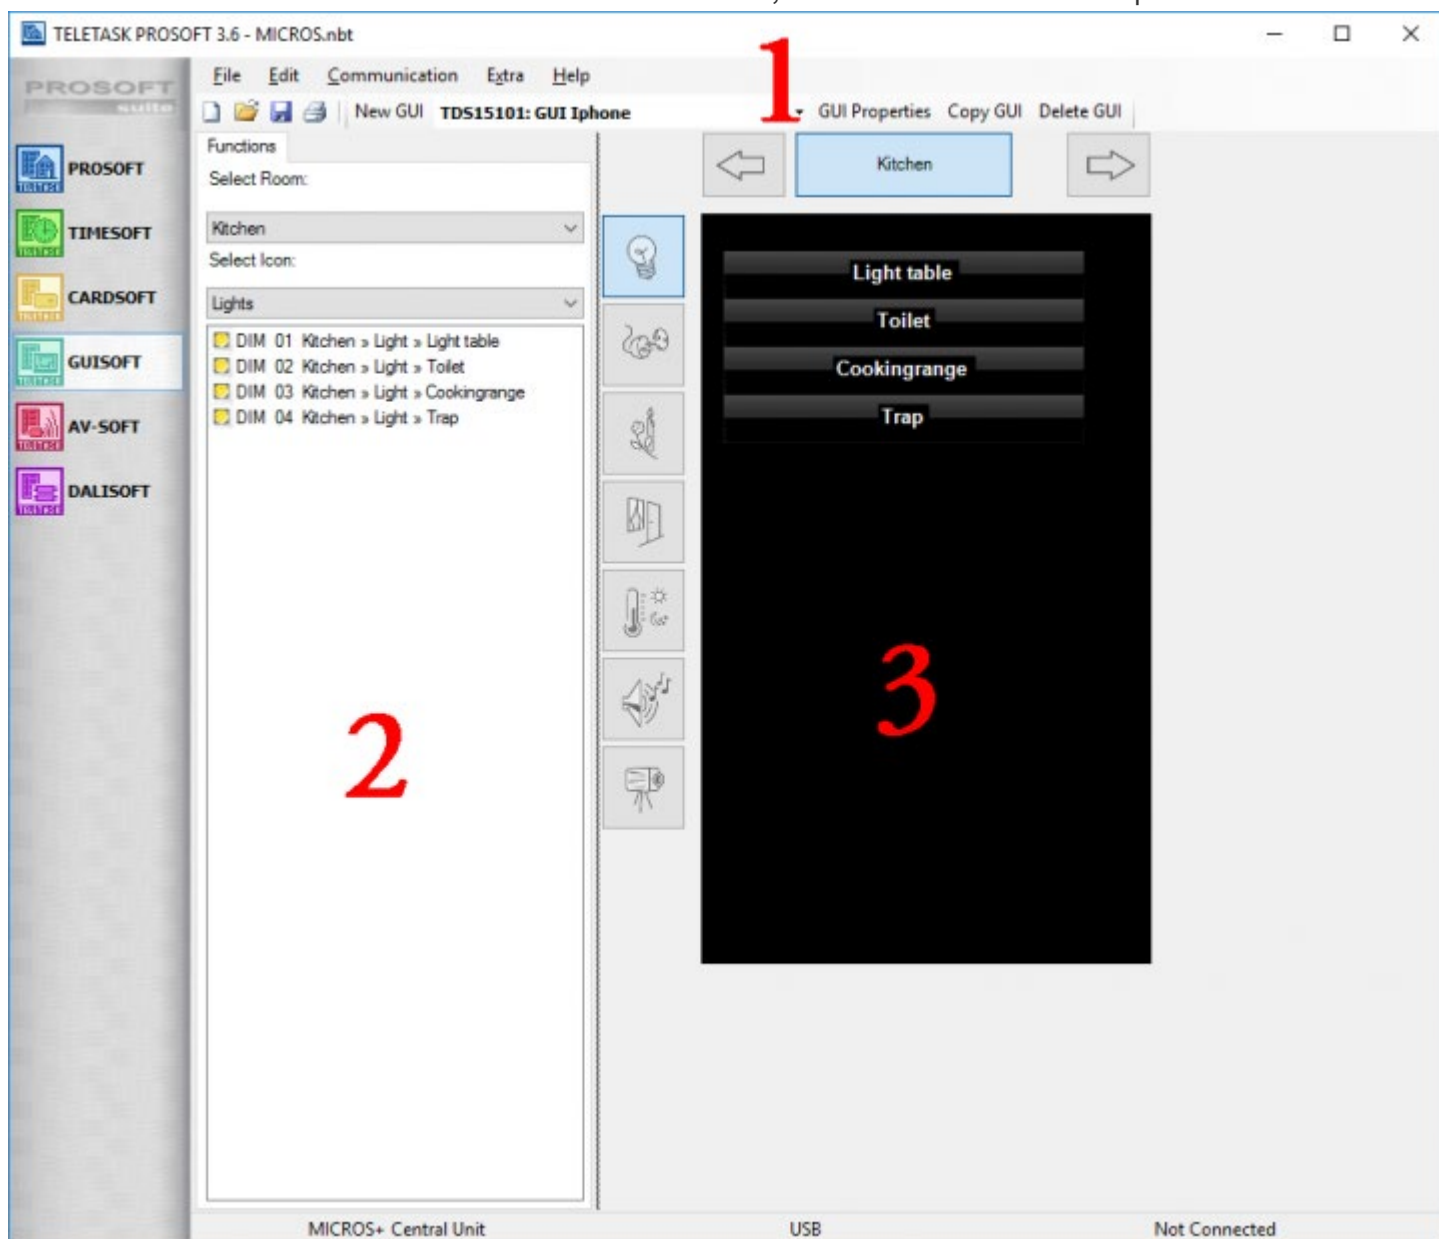 TELETASK PROSOFT 3.6 - MICROS.nbt
PROSOFT
suite
File Edit Communication Extra Help
New GUI TDS15101: GUI Iphone GUI Properties Copy GUI Delete GUI
1
PROSOFT
TIMESOFT
CARDSOFT
GUISOFT
AV-SOFT
DALISOFT
Functions
Select Room:
Kitchen
Select Icon:
Lights
DIM 01 Kitchen » Light » Light table
DIM 02 Kitchen » Light » Toilet
DIM 03 Kitchen » Light » Cookingrange
DIM 04 Kitchen » Light » Trap
2
Kitchen
Light table
Toilet
Cookingrange
Trap
3
MICROS+ Central Unit USB Not Connected